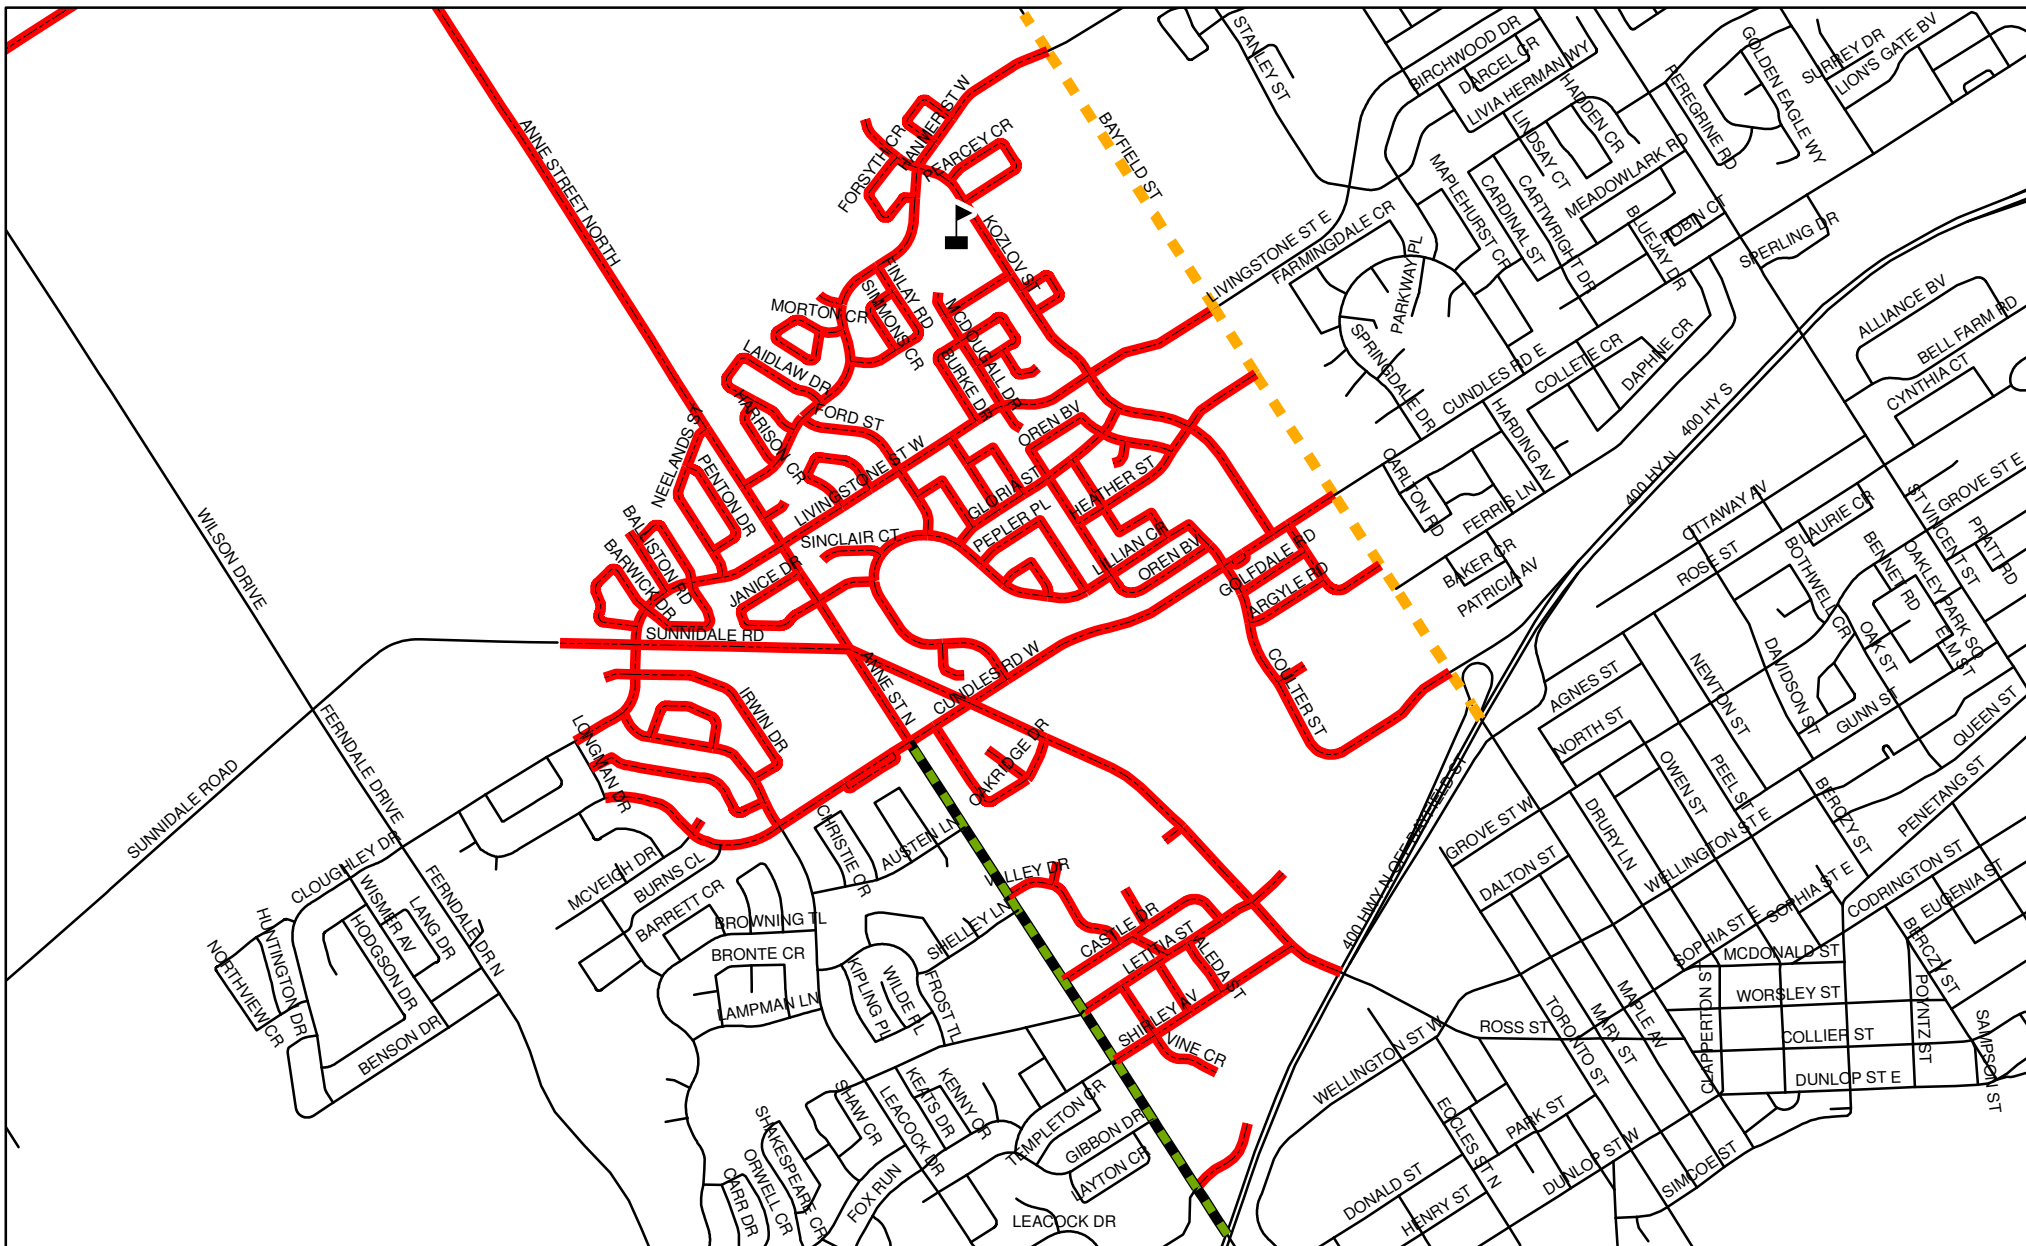 STANLEY ST
BIRCHWOOD DR
DARCEL CR
LIVIA HERMAN WY
HADDEN CR
LINDSAY CT
PEREGRINE RD
GOLDEN EAGLE WY
SURREY DR
LION'S GATE BV
ANNE STREET NORTH
HANMER ST W
FORSYTH CR
PEARCEY CR
BAYFIELD ST
KOZLOV ST
MAPLEHURST CR
CARDINAL ST
CARTWRIGHT DR
MEADOWLARK RD
BLUEJAY DR
ROBIN CT
SPERLING DR
LIVINGSTONE ST E
FARMINGDALE CR
PARKWAY PL
SPRINGDALE DR
FINLAY RD
SIMMONS CR
MORTON CR
MCDOUGALL DR
BURKE DR
LAIDLAW DR
HARRISON CR
FORD ST
OREN BV
ALLIANCE BV
BELL FARM RD
CYNTHIA CT
CUNDLES RD E
COLLETE CR
DAPHNE CR
HARDING AV
400 HY S
400 HY N
NEELANDS ST
PENTON DR
LIVINGSTONE ST W
GLORIA ST
HEATHER ST
PEPLER PL
CARLTON RD
FERRIS LN
OTTAWAY AV
LAURIE CR
GROVE ST E
ST VINCENT ST
PRATT RD
WILSON DRIVE
BALLISTON RD
BARWICK DR
SINCLAIR CT
JANICE DR
LILLIAN CR
OREN BV
GOLFDALE RD
ARGYLE RD
BAKER CR
PATRICIA AV
ROSE ST
BOTHWELL CR
BENNET RD
OAKLEY PARK SQ
OAK ST
ELM ST
SUNNIDALE RD
ANNE ST N
CUNDLES RD W
COULTER ST
IRWIN DR
LONGMAN DR
OAKRIDGE DR
AGNES ST
NORTH ST
NEWTON ST
DAVIDSON ST
GUNN ST
QUEEN ST
OWEN ST
PEEL ST
BERCZY ST
PENETANG ST
SUNNIDALE ROAD
FERNDALE DRIVE
CLOUGHLEY DR
FERNDALE DR N
WISMER AV
LANG DR
HODGSON DR
HUNTINGTON DR
NORTHVIEW CR
BENSON DR
MCVEIGH DR
BURNS CL
BARRETT CR
CHRISTIE CR
AUSTEN LN
BROWNING TL
BRONTE CR
LAMPMAN LN
KIPLING PL
WILDE PL
FROST TL
SHELLEY LN
VALLEY DR
CASTLE DR
LETITIA ST
ALEDA ST
SHIRLEY AV
VINE CR
400 HWY N OFF BAYFIELD ST
GROVE ST W
DALTON ST
DRURY LN
WELLINGTON ST E
SOPHIA ST E
SOPHIA ST E
CODRINGTON ST
EUGENIA ST
BERCZY ST
MCDONALD ST
WORSLEY ST
COLLIER ST
DUNLOP ST E
CLAPPERTON ST
POYNTZ ST
SAMPSON ST
MAPLE AV
MARY ST
TORONTO ST
ROSS ST
WELLINGTON ST W
ECCLES ST N
PARK ST
DUNLOP ST W
SIMCOE ST
DONALD ST
HENRY ST
SHAW CR
SHAKESPEARE CR
ORWELL CR
CARR DR
FOX RUN
LEACOCK DR
KEATS DR
KENNY CR
TEMPLETON CR
GIBBON DR
LAYTON CR
LEACOCK DR